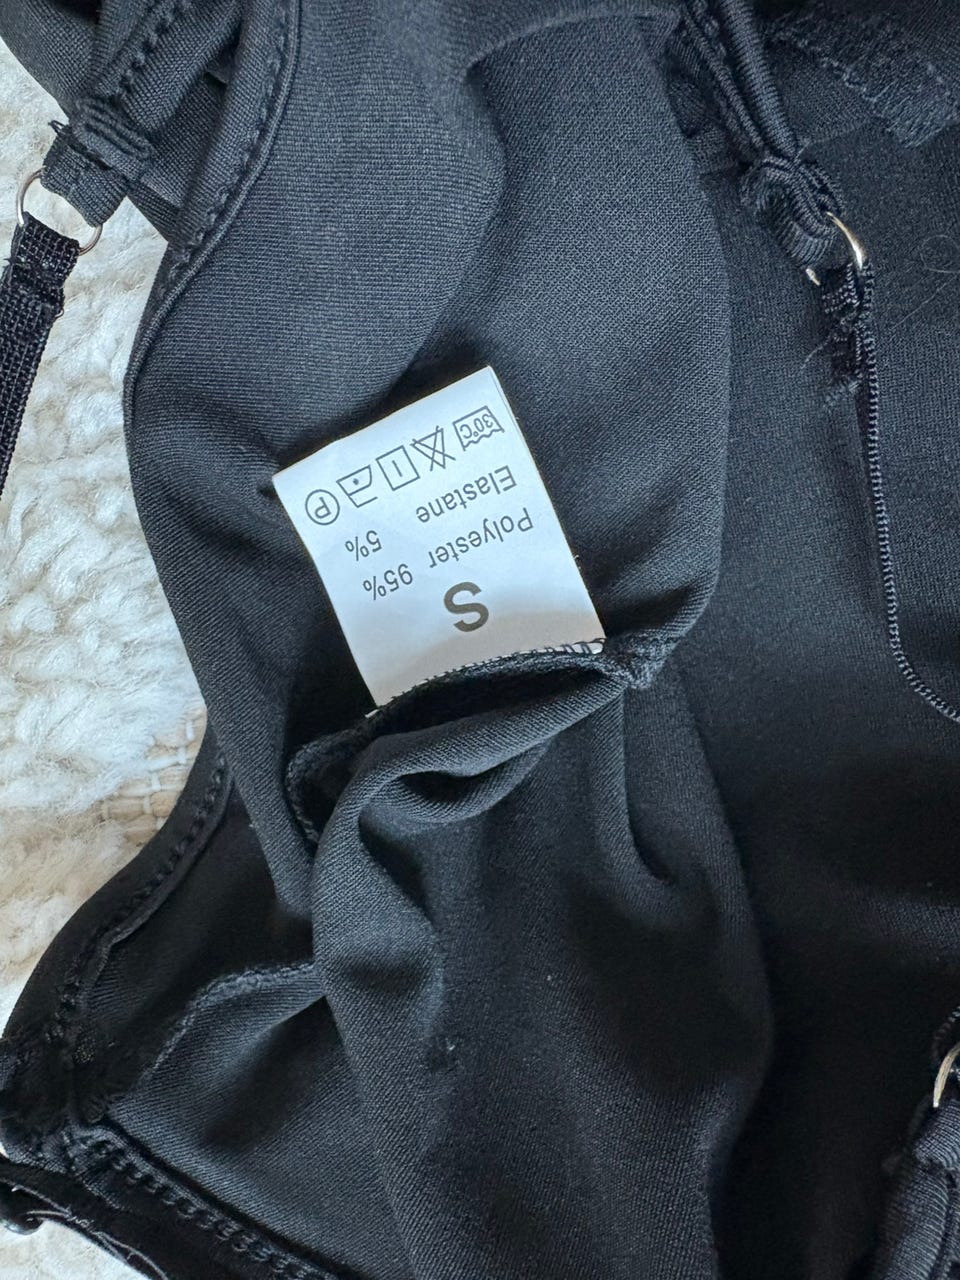 S
Polyester 95%
Elastane 5%
30°C P